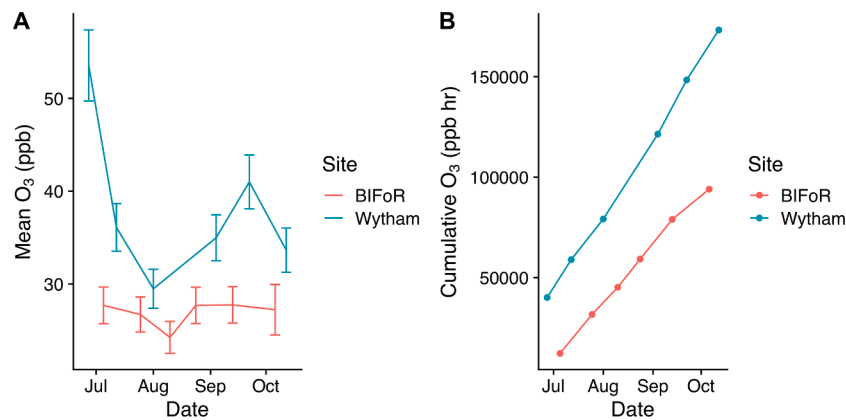 A
Mean O₃ (ppb)
50
40
30
Jul Aug Sep Oct
Date
Site
BIFoR
Wytham
B
Cumulative O₃ (ppb hr)
150000
100000
50000
Jul Aug Sep Oct
Date
Site
BIFoR
Wytham